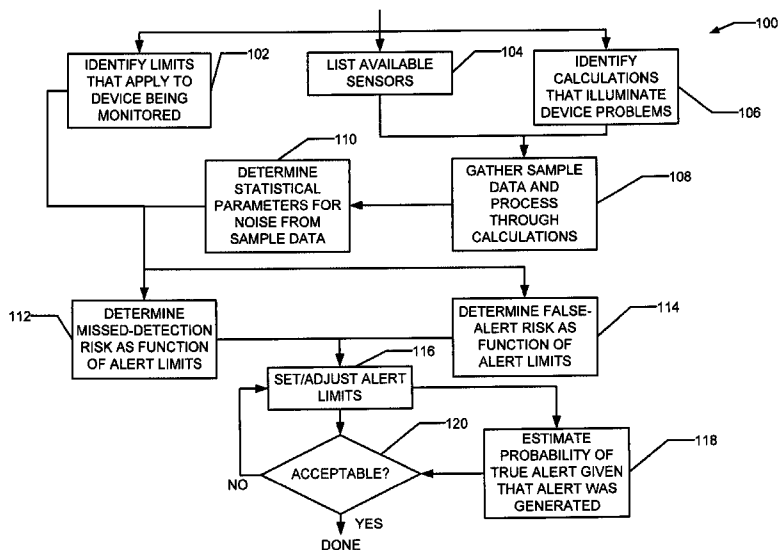 100
IDENTIFY LIMITS
THAT APPLY TO
DEVICE BEING
MONITORED
102
LIST AVAILABLE
SENSORS
104
IDENTIFY
CALCULATIONS
THAT ILLUMINATE
DEVICE PROBLEMS
106
110
DETERMINE
STATISTICAL
PARAMETERS FOR
NOISE FROM
SAMPLE DATA
GATHER SAMPLE
DATA AND
PROCESS
THROUGH
CALCULATIONS
108
112
DETERMINE
MISSED-DETECTION
RISK AS FUNCTION
OF ALERT LIMITS
DETERMINE FALSE-
ALERT RISK AS
FUNCTION OF
ALERT LIMITS
114
116
SET/ADJUST ALERT
LIMITS
120
ACCEPTABLE?
NO
ESTIMATE
PROBABILITY OF
TRUE ALERT GIVEN
THAT ALERT WAS
GENERATED
118
YES
DONE